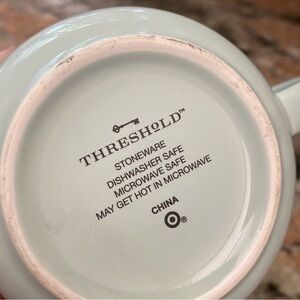 THRESHOLD™
STONEWARE
DISHWASHER SAFE
MICROWAVE SAFE
MAY GET HOT IN MICROWAVE
CHINA
®